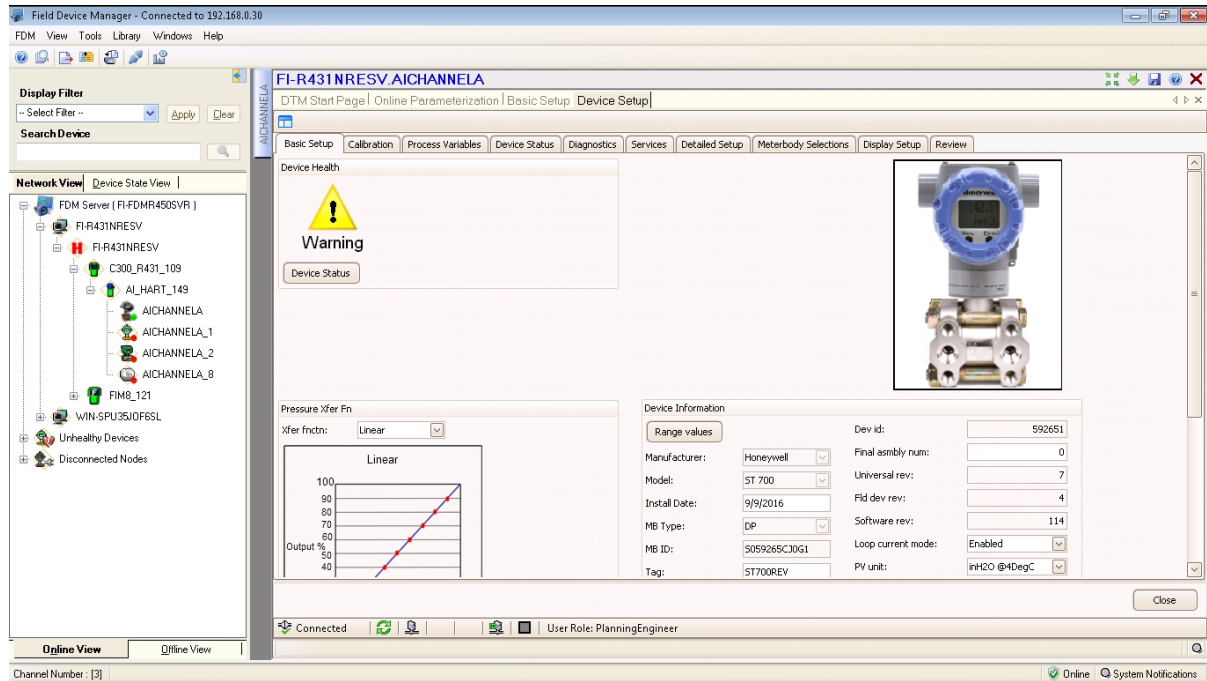 Field Device Manager - Connected to 192.168.0.30
FDM View Tools Library Windows Help
Display Filter
-- Select Filter -- Apply Clear
Search Device
Network View Device State View
FDM Server ( FI-FDMR450SVR )
FI-R431NRESV
FI-R431NRESV
C300_R431_109
AI_HART_149
AICHANNELA
AICHANNELA_1
AICHANNELA_2
AICHANNELA_8
FIM8_121
WIN-SPU35JOF6SL
Unhealthy Devices
Disconnected Nodes
Online View Offline View
AICHANNELA
FI-R431NRESV.AICHANNELA
DTM Start Page Online Parameterization Basic Setup Device Setup
Basic Setup Calibration Process Variables Device Status Diagnostics Services Detailed Setup Meterbody Selections Display Setup Review
Device Health
Warning
Device Status
Honeywell
Pressure Xfer Fn
Xfer fnctn: Linear
Linear
100
90
80
70
60
Output %
50
40
Device Information
Range values
Manufacturer: Honeywell
Model: ST 700
Install Date: 9/9/2016
MB Type: DP
MB ID: S059265CJ0G1
Tag: ST700REV
Dev id: 592651
Final asmbly num: 0
Universal rev: 7
Fld dev rev: 4
Software rev: 114
Loop current mode: Enabled
PV unit: inH2O @4DegC
Close
Connected User Role: PlanningEngineer
Channel Number : [3] Online System Notifications